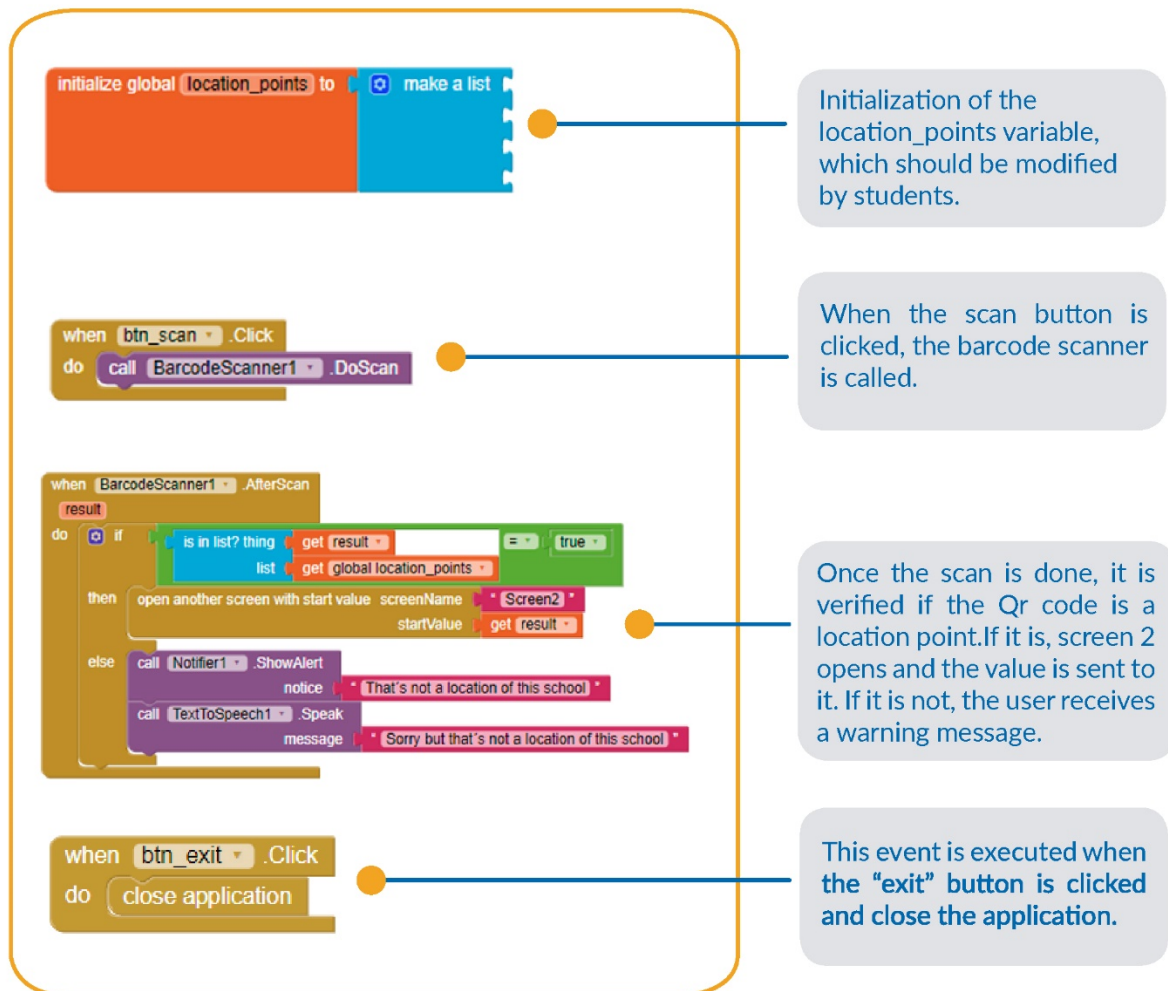 initialize global location_points to make a list
Initialization of the
location_points variable,
which should be modified
by students.
when btn_scan .Click
do call BarcodeScanner1 .DoScan
When the scan button is
clicked, the barcode scanner
is called.
when BarcodeScanner1 .AfterScan
result
do if is in list? thing get result = true
list get global location_points
then open another screen with start value screenName " Screen2 "
startValue get result
else call Notifier1 .ShowAlert
notice " That´s not a location of this school "
call TextToSpeech1 .Speak
message " Sorry but that´s not a location of this school "
Once the scan is done, it is
verified if the Qr code is a
location point.If it is, screen 2
opens and the value is sent to
it. If it is not, the user receives
a warning message.
when btn_exit .Click
do close application
This event is executed when
the “exit” button is clicked
and close the application.